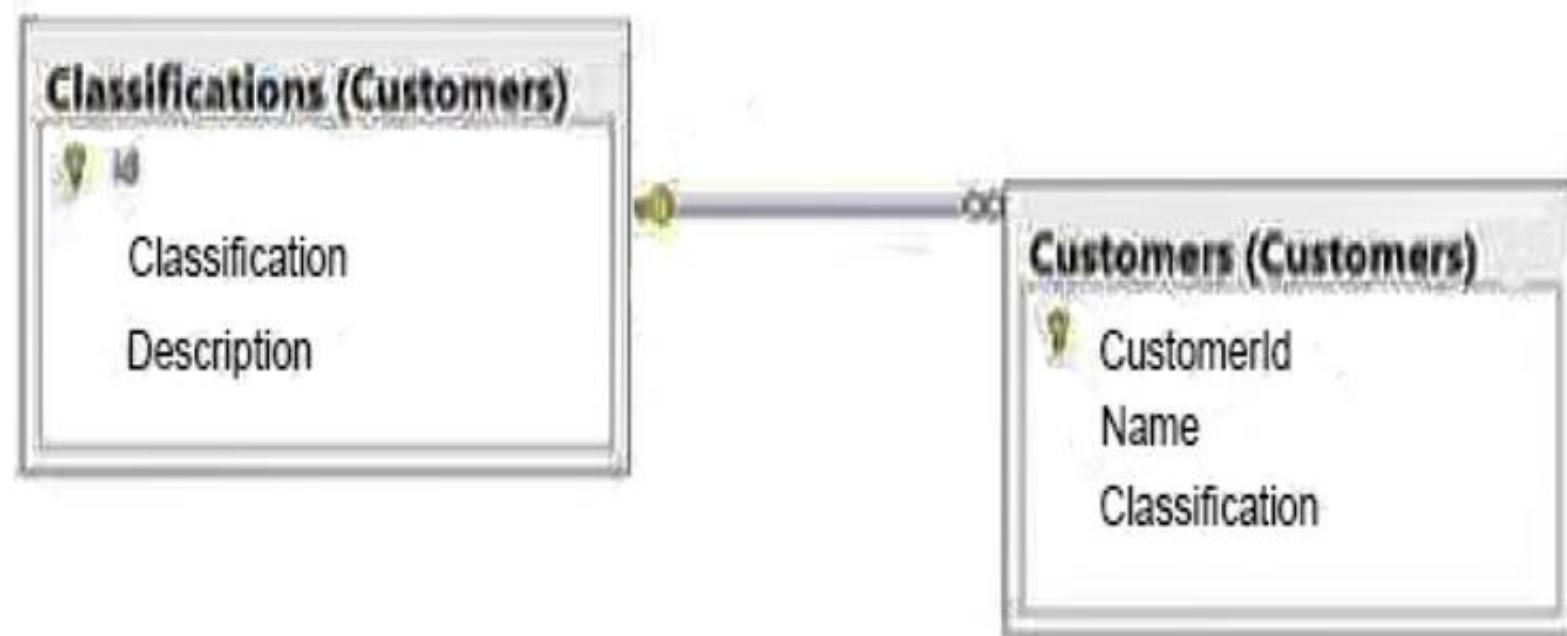 Classifications (Customers)
Id
Classification
Description
Customers (Customers)
CustomerId
Name
Classification